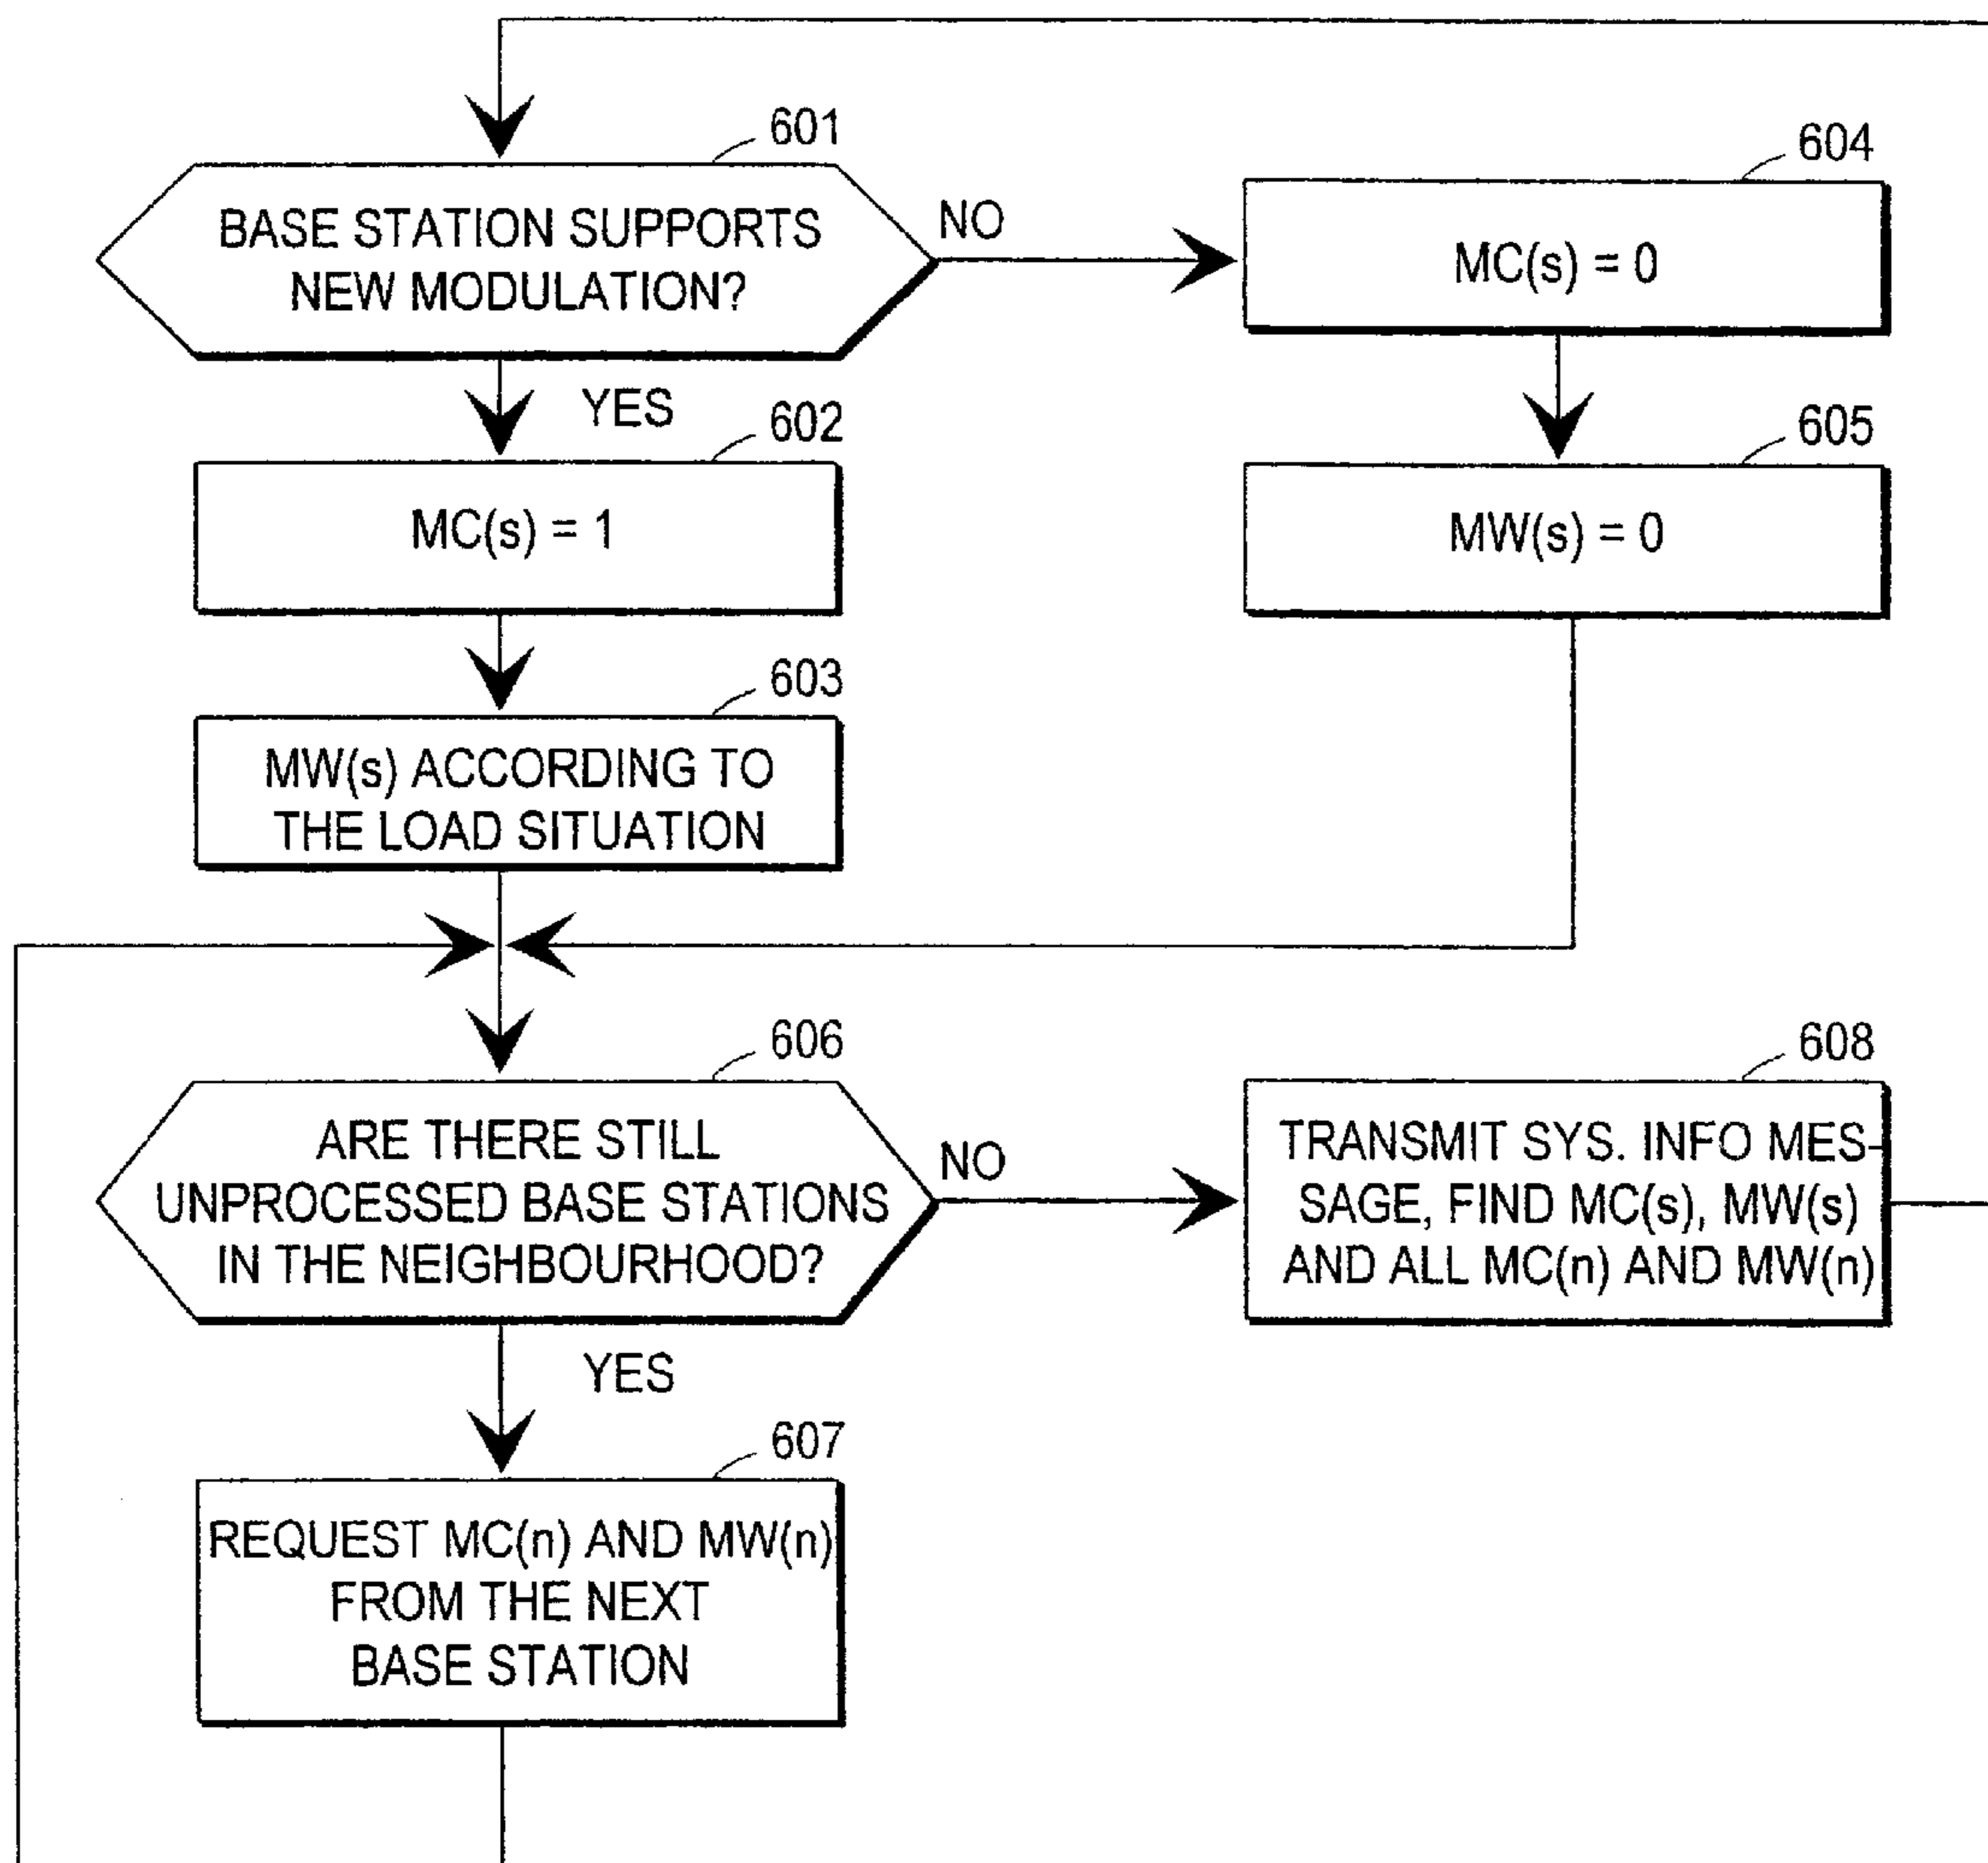 601
BASE STATION SUPPORTS
NEW MODULATION?
NO
604
MC(s) = 0
YES
602
MC(s) = 1
605
MW(s) = 0
603
MW(s) ACCORDING TO
THE LOAD SITUATION
606
ARE THERE STILL
UNPROCESSED BASE STATIONS
IN THE NEIGHBOURHOOD?
NO
608
TRANSMIT SYS. INFO MES-
SAGE, FIND MC(s), MW(s)
AND ALL MC(n) AND MW(n)
YES
607
REQUEST MC(n) AND MW(n)
FROM THE NEXT
BASE STATION